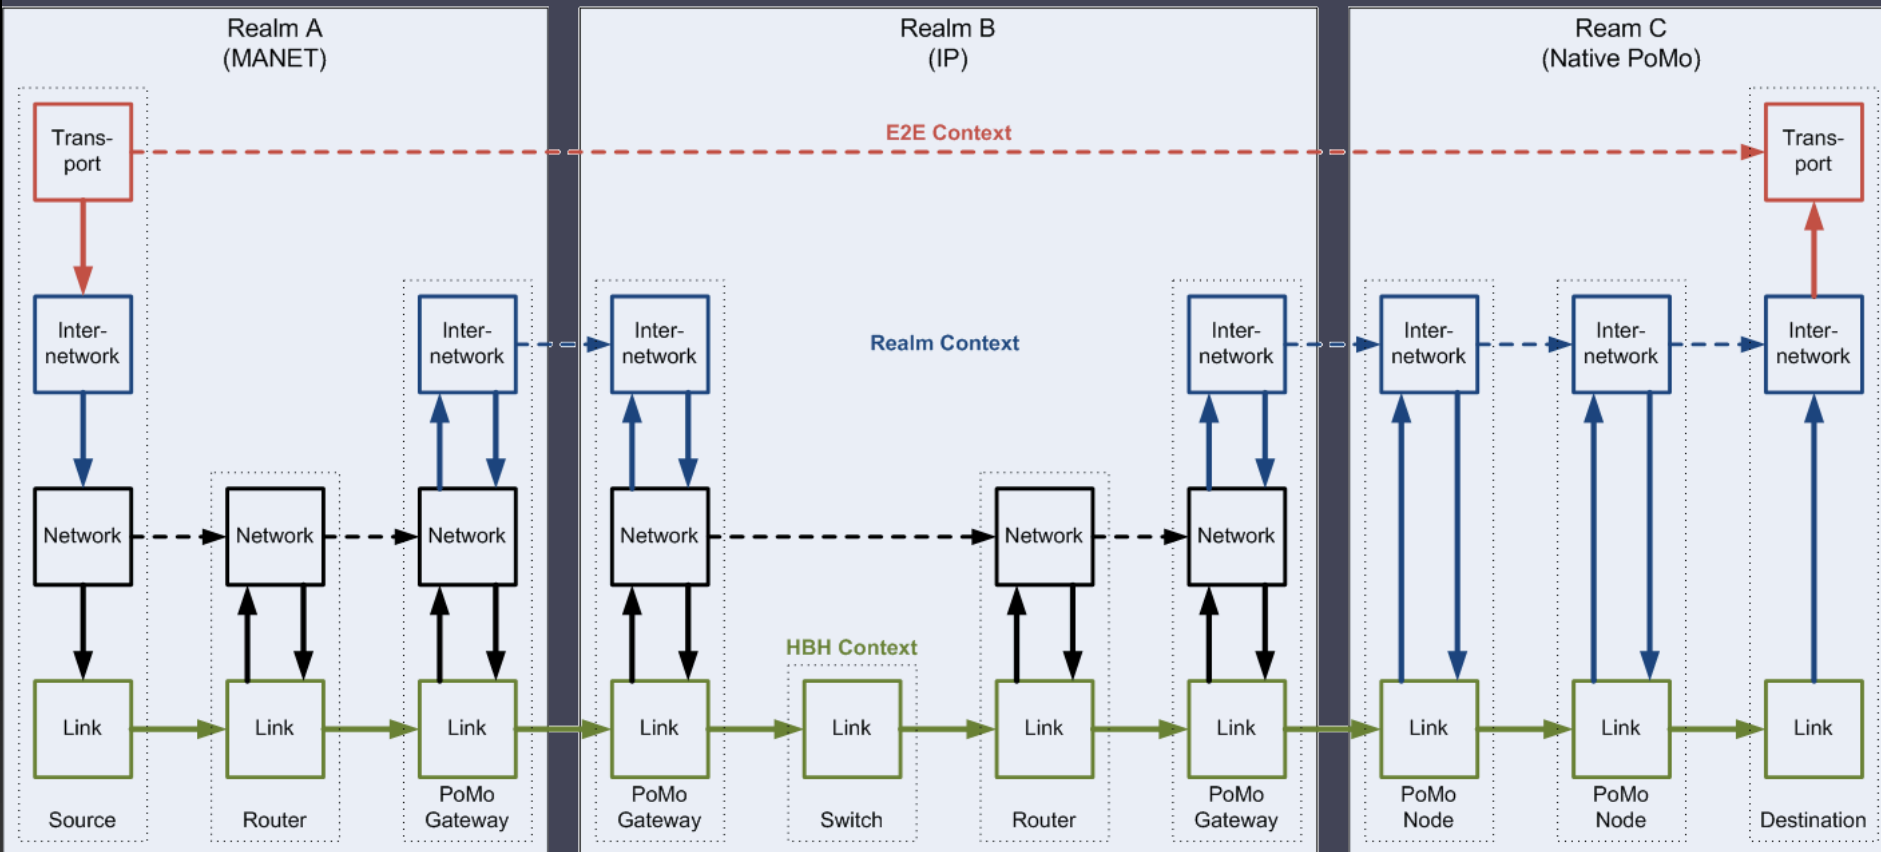 Realm A
(MANET)
Realm B
(IP)
Ream C
(Native PoMo)
Trans-
port
E2E Context
Trans-
port
Inter-
network
Inter-
network
Inter-
network
Realm Context
Inter-
network
Inter-
network
Inter-
network
Inter-
network
Network
Network
Network
Network
Network
Network
HBH Context
Link
Link
Link
Link
Link
Link
Link
Link
Link
Link
Source
Router
PoMo
Gateway
PoMo
Gateway
Switch
Router
PoMo
Gateway
PoMo
Node
PoMo
Node
Destination